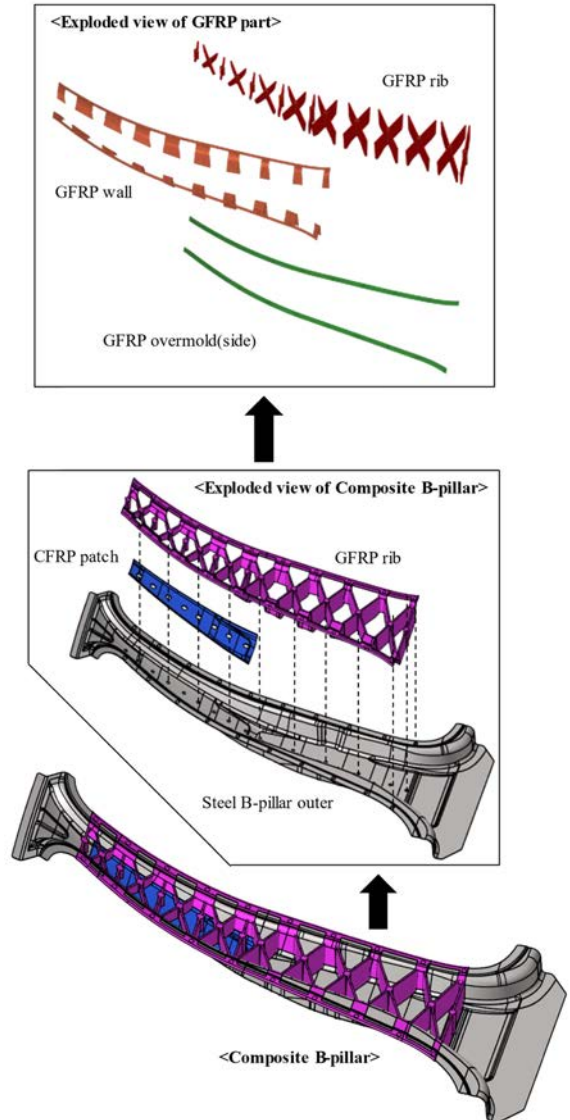 <Exploded view of GFRP part>
GFRP rib
GFRP wall
GFRP overmold(side)
<Exploded view of Composite B-pillar>
CFRP patch
GFRP rib
Steel B-pillar outer
<Composite B-pillar>